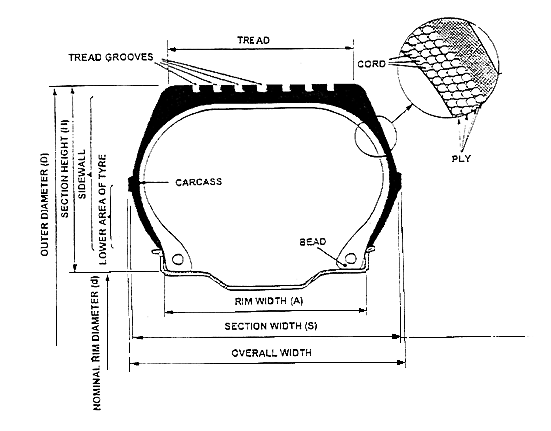 TREAD
TREAD GROOVES
CORD
PLY
OUTER DIAMETER (D)
SECTION HEIGHT (H)
SIDEWALL
LOWER AREA OF TYRE
CARCASS
BEAD
NOMINAL RIM DIAMETER (d)
RIM WIDTH (A)
SECTION WIDTH (S)
OVERALL WIDTH